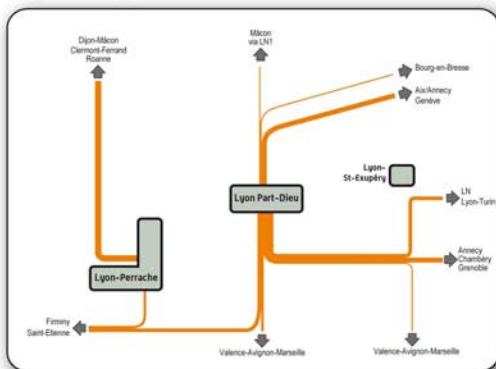 Dijon-Mâcon
Clermont-Ferrand
Roanne
Mâcon
via LN1
Bourg-en-Bresse
Aix/Annecy
Genève
Lyon-
St-Exupéry
Lyon Part-Dieu
LN
Lyon-Turin
Annecy
Chambéry
Grenoble
Lyon-Perrache
Firminy
Saint-Etienne
Valence-Avignon-Marseille
Valence-Avignon-Marseille